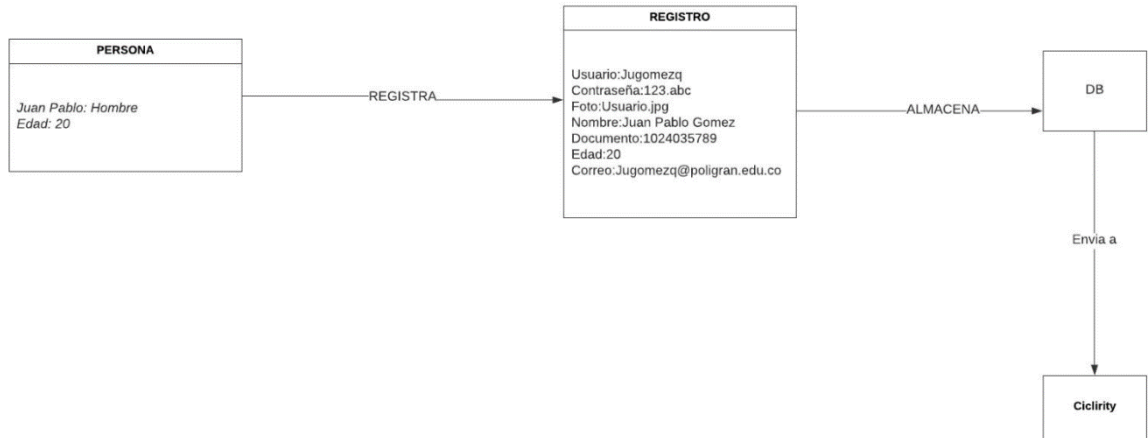 PERSONA
Juan Pablo: Hombre
Edad: 20
REGISTRA
REGISTRO
Usuario:Jugomezq
Contraseña:123.abc
Foto:Usuario.jpg
Nombre:Juan Pablo Gomez
Documento:1024035789
Edad:20
Correo:Jugomezq@poligran.edu.co
ALMACENA
DB
Envia a
Ciclirity